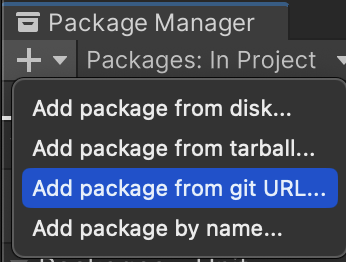 Package Manager
Packages: In Project
Add package from disk...
Add package from tarball...
Add package from git URL...
Add package by name...